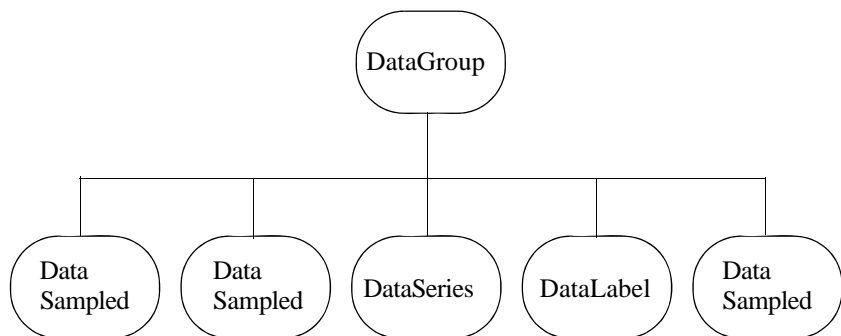 DataGroup
Data
Sampled
Data
Sampled
DataSeries
DataLabel
Data
Sampled